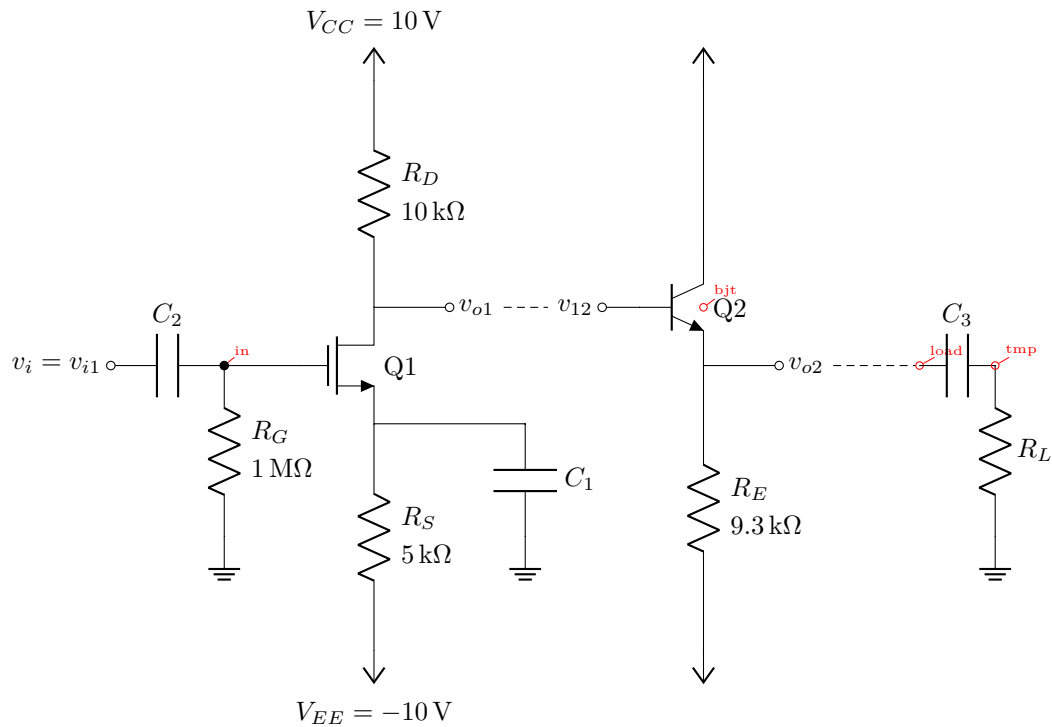 V_{CC} = 10 V
R_D
10 kΩ
v_{o1}
v_{12}
bjt
Q2
C_2
C_3
v_i = v_{i1}
in
Q1
v_{o2}
load
tmp
R_G
1 MΩ
R_L
C_1
R_E
9.3 kΩ
R_S
5 kΩ
V_{EE} = −10 V